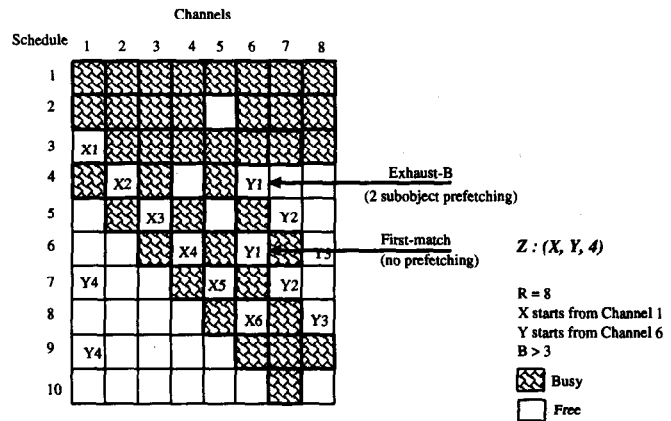 Channels
Schedule 1 2 3 4 5 6 7 8
1
2
3 X1
4 X2 Y1 Exhaust-B
(2 subobject prefetching)
5 X3 Y2
6 X4 Y1 Y3 First-match
(no prefetching)
Z : (X, Y, 4)
7 Y4 X5 Y2
8 X6 Y3
9 Y4
10
R = 8
X starts from Channel 1
Y starts from Channel 6
B > 3
Busy
Free